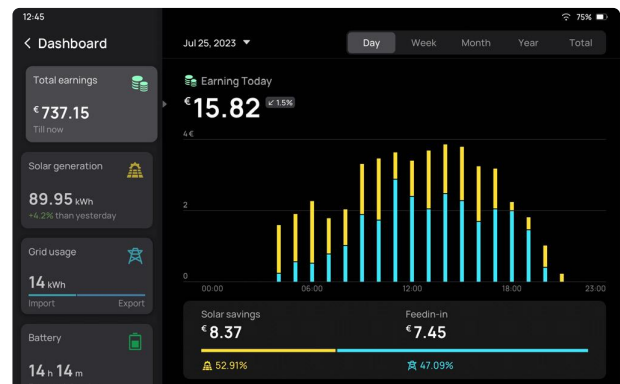 12:45
75%
< Dashboard
Jul 25, 2023 ▼
Day Week Month Year Total
Total earnings
€ 737.15
Till now
Earning Today
€ 15.82 ↙ 1.5%
4 €
2
0
00:00 06:00 12:00 18:00 23:00
Solar generation
89.95 kWh
+4.2% than yesterday
Grid usage
14 kWh
Import Export
Battery
14 h 14 m
Solar savings
€ 8.37
Feedin-in
€ 7.45
52.91%
47.09%